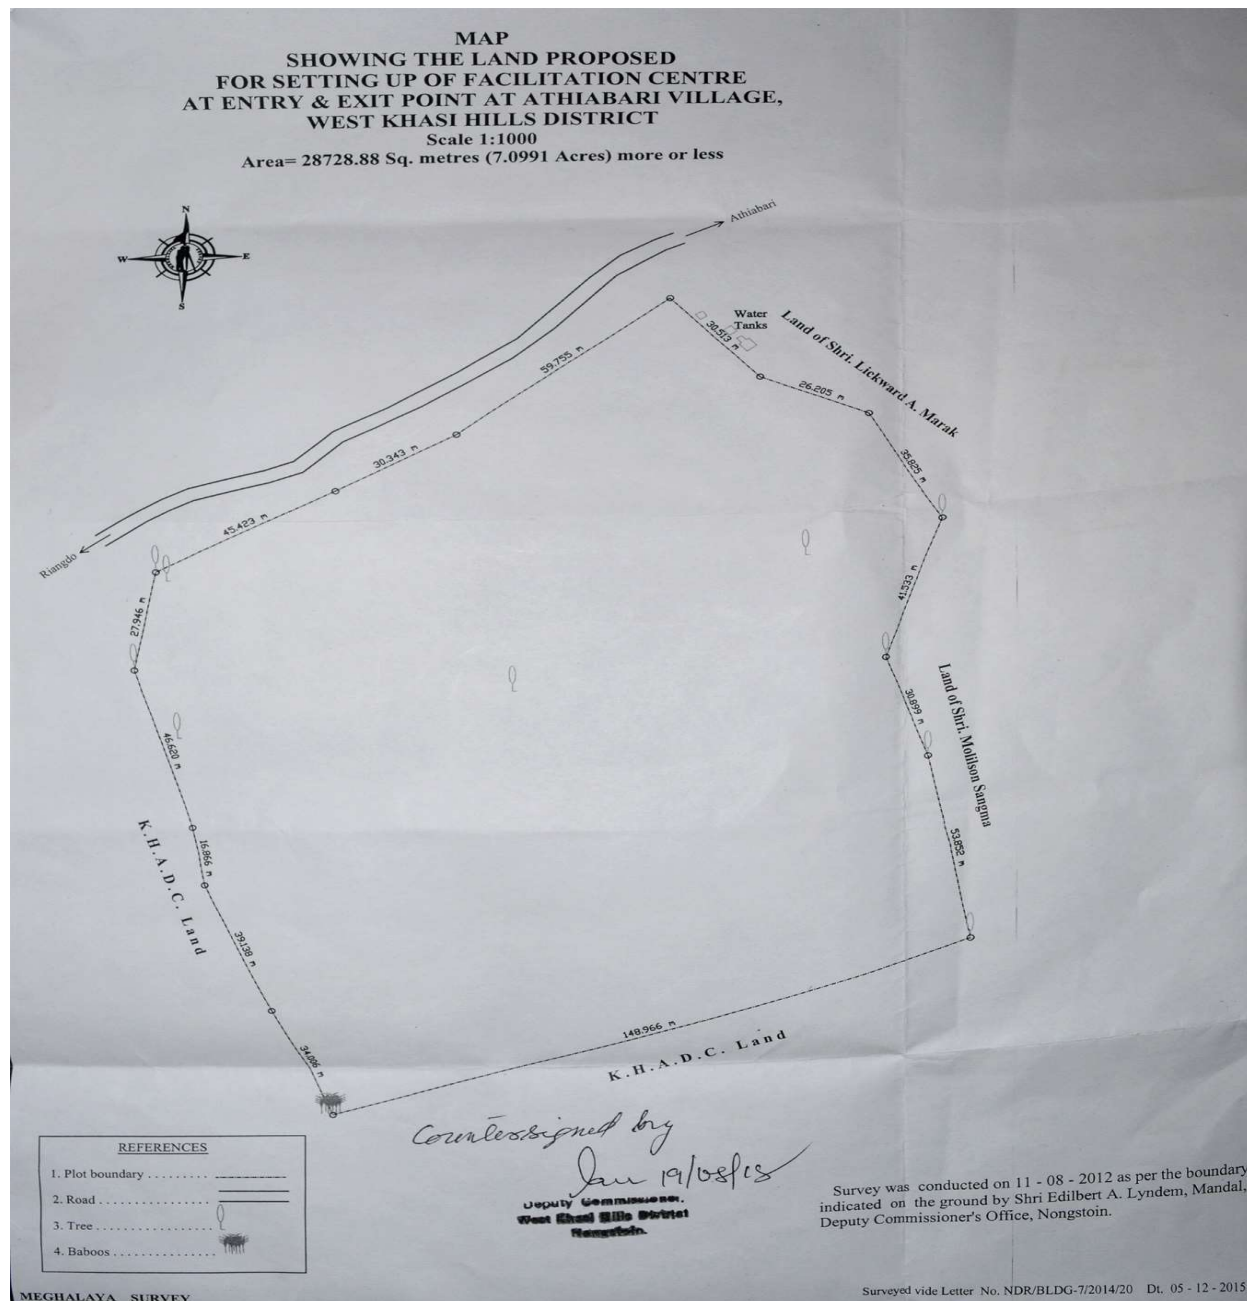 MAP
SHOWING THE LAND PROPOSED
FOR SETTING UP OF FACILITATION CENTRE
AT ENTRY & EXIT POINT AT ATHIABARI VILLAGE,
WEST KHASI HILLS DISTRICT
Scale 1:1000
Area= 28728.88 Sq. metres (7.0991 Acres) more or less
N
W
E
S
Athiabari
Riangdo
Water
Tanks
Land of Shri. Lickward A. Marak
59.755 m
30.513 m
26.205 m
30.343 m
35.825 m
45.423 m
41.533 m
27.946 m
30.899 m
Land of Shri. Molilson Sangma
46.620 m
16.866 m
53.852 m
K.H.A.D.C. Land
39.138 m
34.006 m
148.966 m
K.H.A.D.C. Land
Countersigned by
19/08/15
Deputy Commissioner.
West Khasi Hills District
Nongstoin.
REFERENCES
1. Plot boundary ........
2. Road ..............
3. Tree ...............
4. Baboos .............
Survey was conducted on 11 - 08 - 2012 as per the boundary
indicated on the ground by Shri Edilbert A. Lyndem, Mandal,
Deputy Commissioner's Office, Nongstoin.
MEGHALAYA SURVEY
Surveyed vide Letter No. NDR/BLDG-7/2014/20 Dt. 05 - 12 - 2015